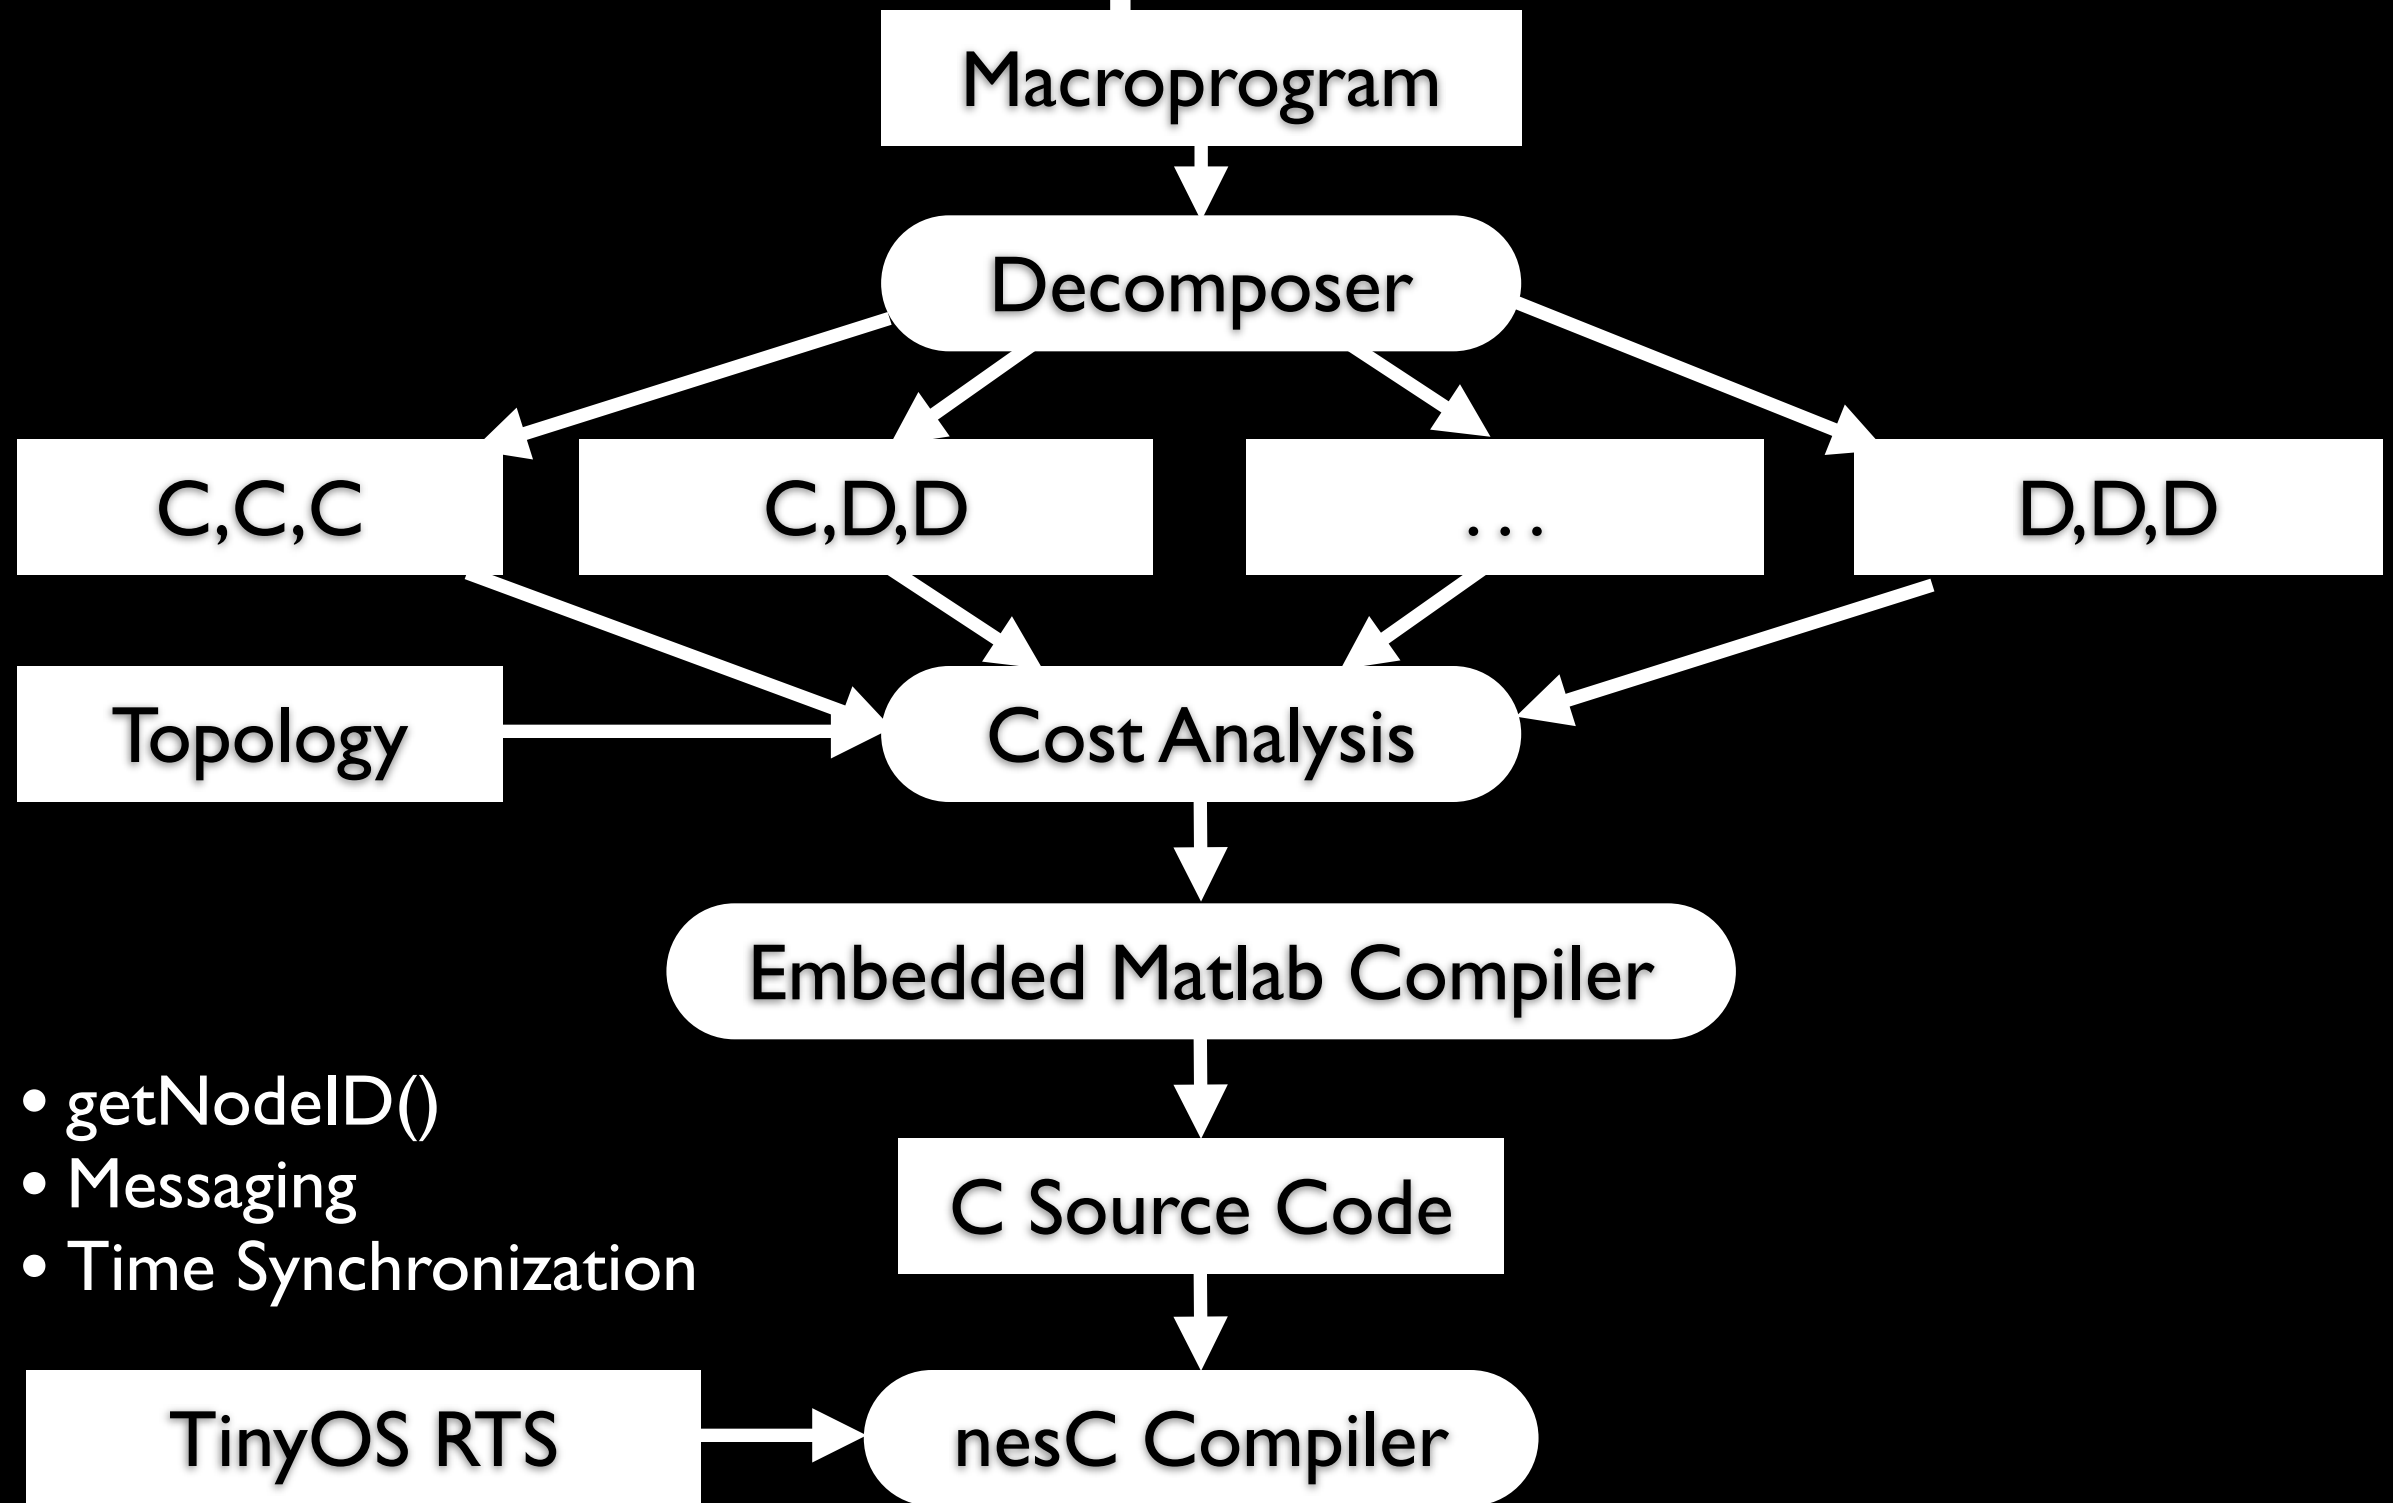 Macroprogram
Decomposer
C,C,C
C,D,D
. . .
D,D,D
Topology
Cost Analysis
Embedded Matlab Compiler
• getNodeID()
• Messaging
• Time Synchronization
C Source Code
TinyOS RTS
nesC Compiler